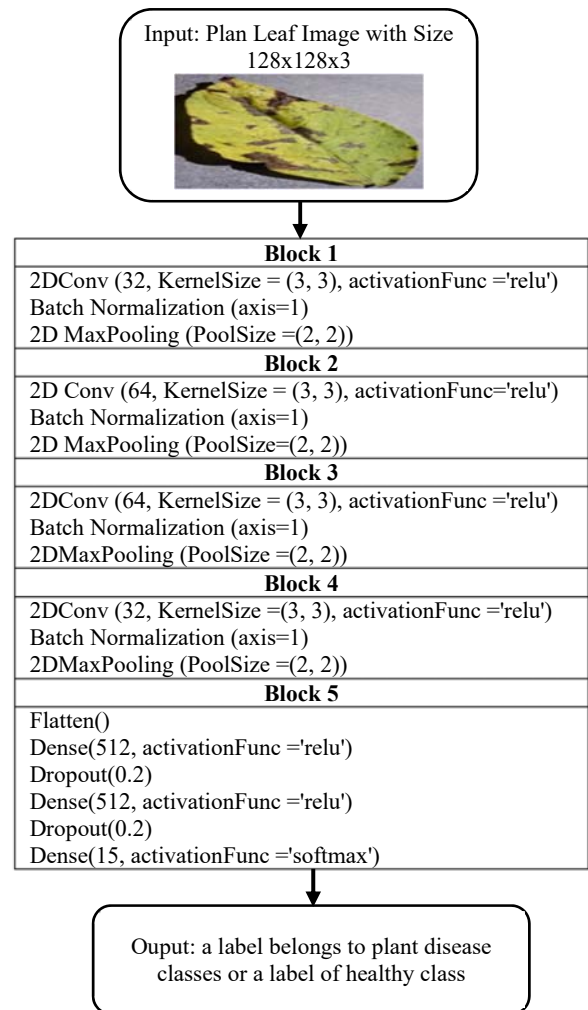 Input: Plan Leaf Image with Size
128x128x3
Block 1
2DConv (32, KernelSize = (3, 3), activationFunc ='relu')
Batch Normalization (axis=1)
2D MaxPooling (PoolSize =(2, 2))
Block 2
2D Conv (64, KernelSize = (3, 3), activationFunc='relu')
Batch Normalization (axis=1)
2D MaxPooling (PoolSize=(2, 2))
Block 3
2DConv (64, KernelSize = (3, 3), activationFunc ='relu')
Batch Normalization (axis=1)
2DMaxPooling (PoolSize =(2, 2))
Block 4
2DConv (32, KernelSize =(3, 3), activationFunc ='relu')
Batch Normalization (axis=1)
2DMaxPooling (PoolSize =(2, 2))
Block 5
Flatten()
Dense(512, activationFunc ='relu')
Dropout(0.2)
Dense(512, activationFunc ='relu')
Dropout(0.2)
Dense(15, activationFunc ='softmax')
Ouput: a label belongs to plant disease
classes or a label of healthy class